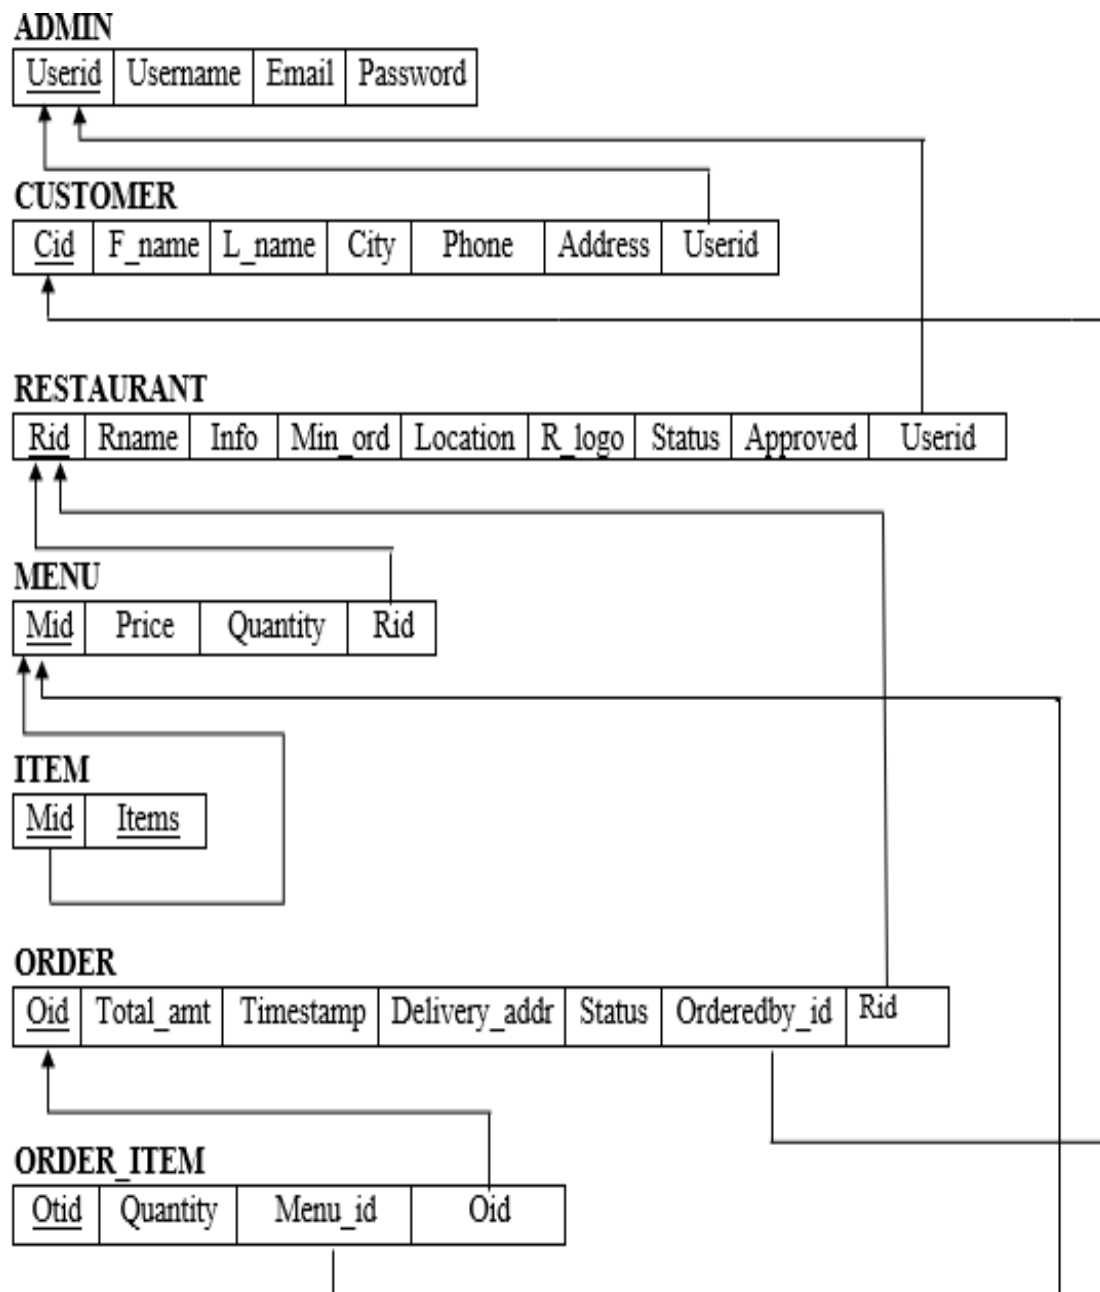 ADMIN
Userid Username Email Password
CUSTOMER
Cid F_name L_name City Phone Address Userid
RESTAURANT
Rid Rname Info Min_ord Location R_logo Status Approved Userid
MENU
Mid Price Quantity Rid
ITEM
Mid Items
ORDER
Oid Total_amt Timestamp Delivery_addr Status Orderedby_id Rid
ORDER_ITEM
Otid Quantity Menu_id Oid